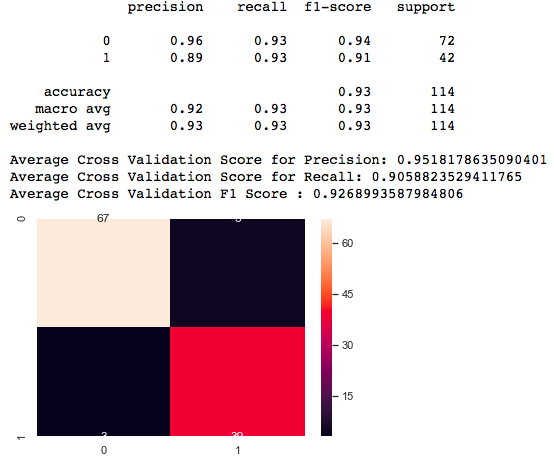 precision recall f1-score support
0 0.96 0.93 0.94 72
1 0.89 0.93 0.91 42
accuracy 0.93 114
macro avg 0.92 0.93 0.93 114
weighted avg 0.93 0.93 0.93 114
Average Cross Validation Score for Precision: 0.9518178635090401
Average Cross Validation Score for Recall: 0.9058823529411765
Average Cross Validation F1 Score : 0.9268993587984806
0 67
60
45
30
15
1
0 1